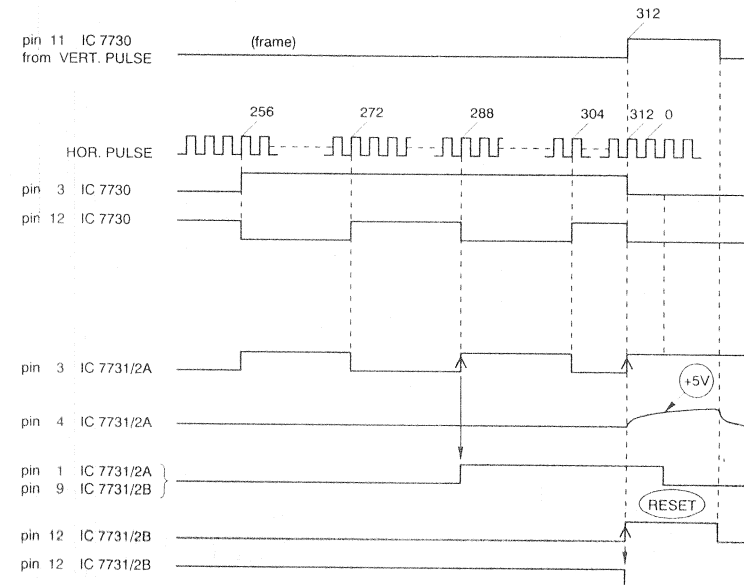 312
pin 11 IC 7730 (frame)
from VERT. PULSE
256 272 288 304 312 0
HOR. PULSE
pin 3 IC 7730
pin 12 IC 7730
pin 3 IC 7731/2A
+5V
pin 4 IC 7731/2A
pin 1 IC 7731/2A
pin 9 IC 7731/2B
RESET
pin 12 IC 7731/2B
pin 12 IC 7731/2B